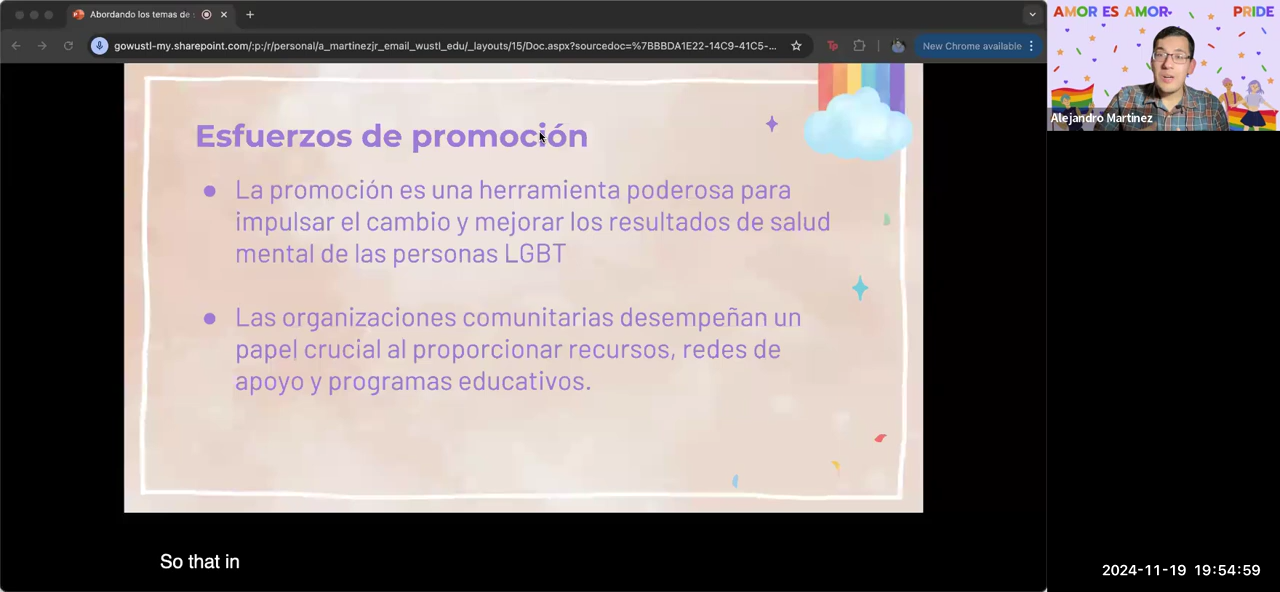 Abordando los temas de
gowustl-my.sharepoint.com/:p:/r/personal/a_martinezjr_email_wustl_edu/_layouts/15/Doc.aspx?sourcedoc=%7BBBDA1E22-14C9-41C5-...
New Chrome available
AMOR ES AMOR
PRIDE
Alejandro Martinez
Esfuerzos de promoción
● La promoción es una herramienta poderosa para
impulsar el cambio y mejorar los resultados de salud
mental de las personas LGBT
● Las organizaciones comunitarias desempeñan un
papel crucial al proporcionar recursos, redes de
apoyo y programas educativos.
So that in
2024-11-19 19:54:59